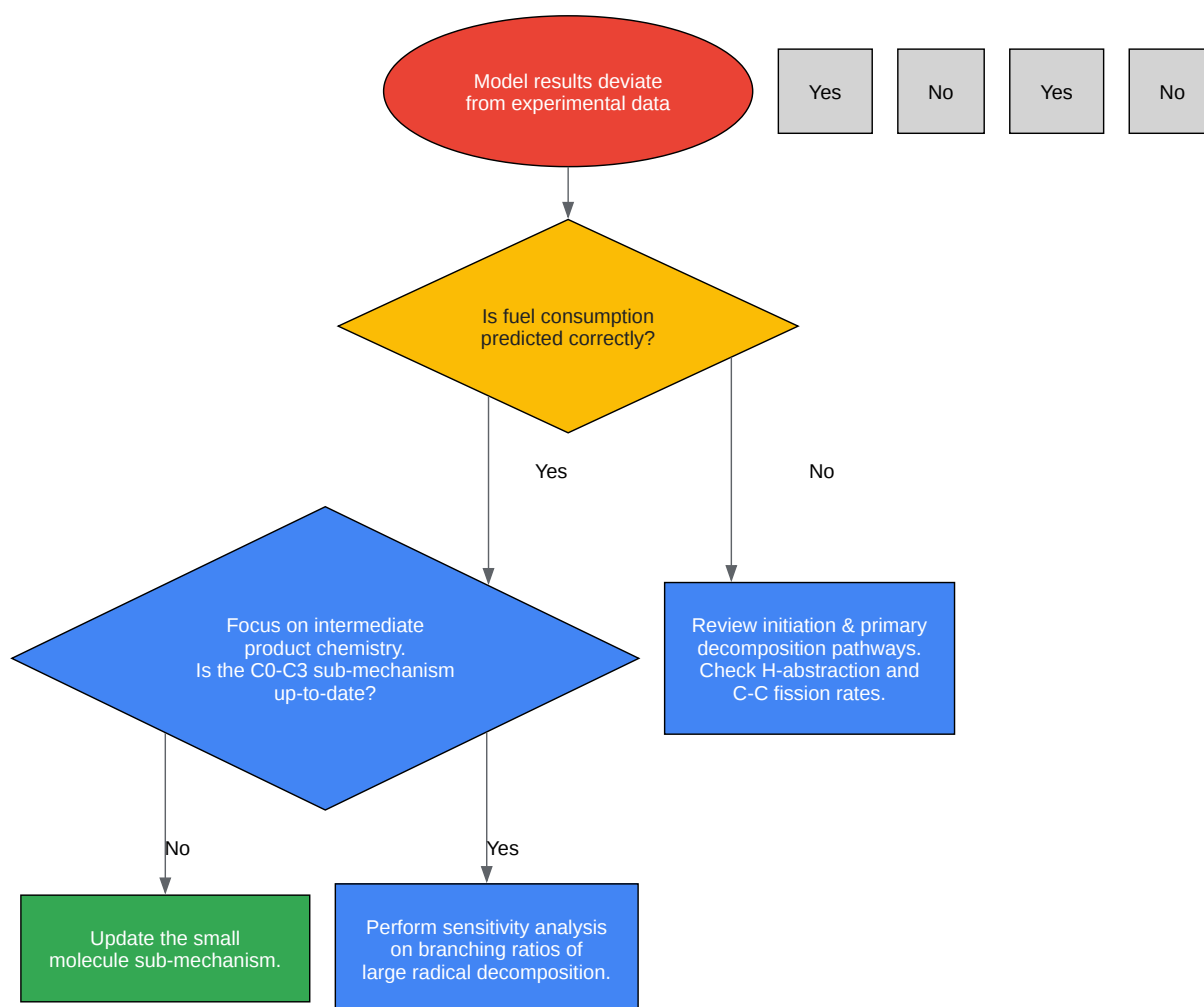 Model results deviate
from experimental data
Yes
No
Yes
No
Is fuel consumption
predicted correctly?
Yes
No
Focus on intermediate
product chemistry.
Is the C0-C3 sub-mechanism
up-to-date?
Review initiation & primary
decomposition pathways.
Check H-abstraction and
C-C fission rates.
No
Yes
Update the small
molecule sub-mechanism.
Perform sensitivity analysis
on branching ratios of
large radical decomposition.